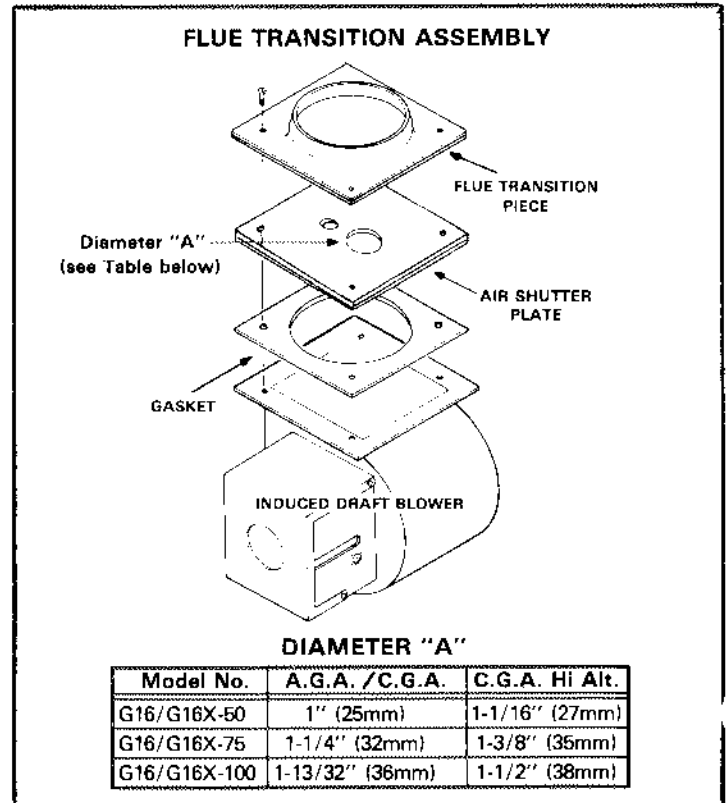 FLUE TRANSITION ASSEMBLY
FLUE TRANSITION
PIECE
Diameter "A"
(see Table below)
AIR SHUTTER
PLATE
GASKET
INDUCED DRAFT BLOWER
DIAMETER "A"
Model No. A.G.A. /C.G.A. C.G.A. Hi Alt.
G16/G16X-50 1'' (25mm) 1-1/16'' (27mm)
G16/G16X-75 1-1/4'' (32mm) 1-3/8'' (35mm)
G16/G16X-100 1-13/32'' (36mm) 1-1/2'' (38mm)